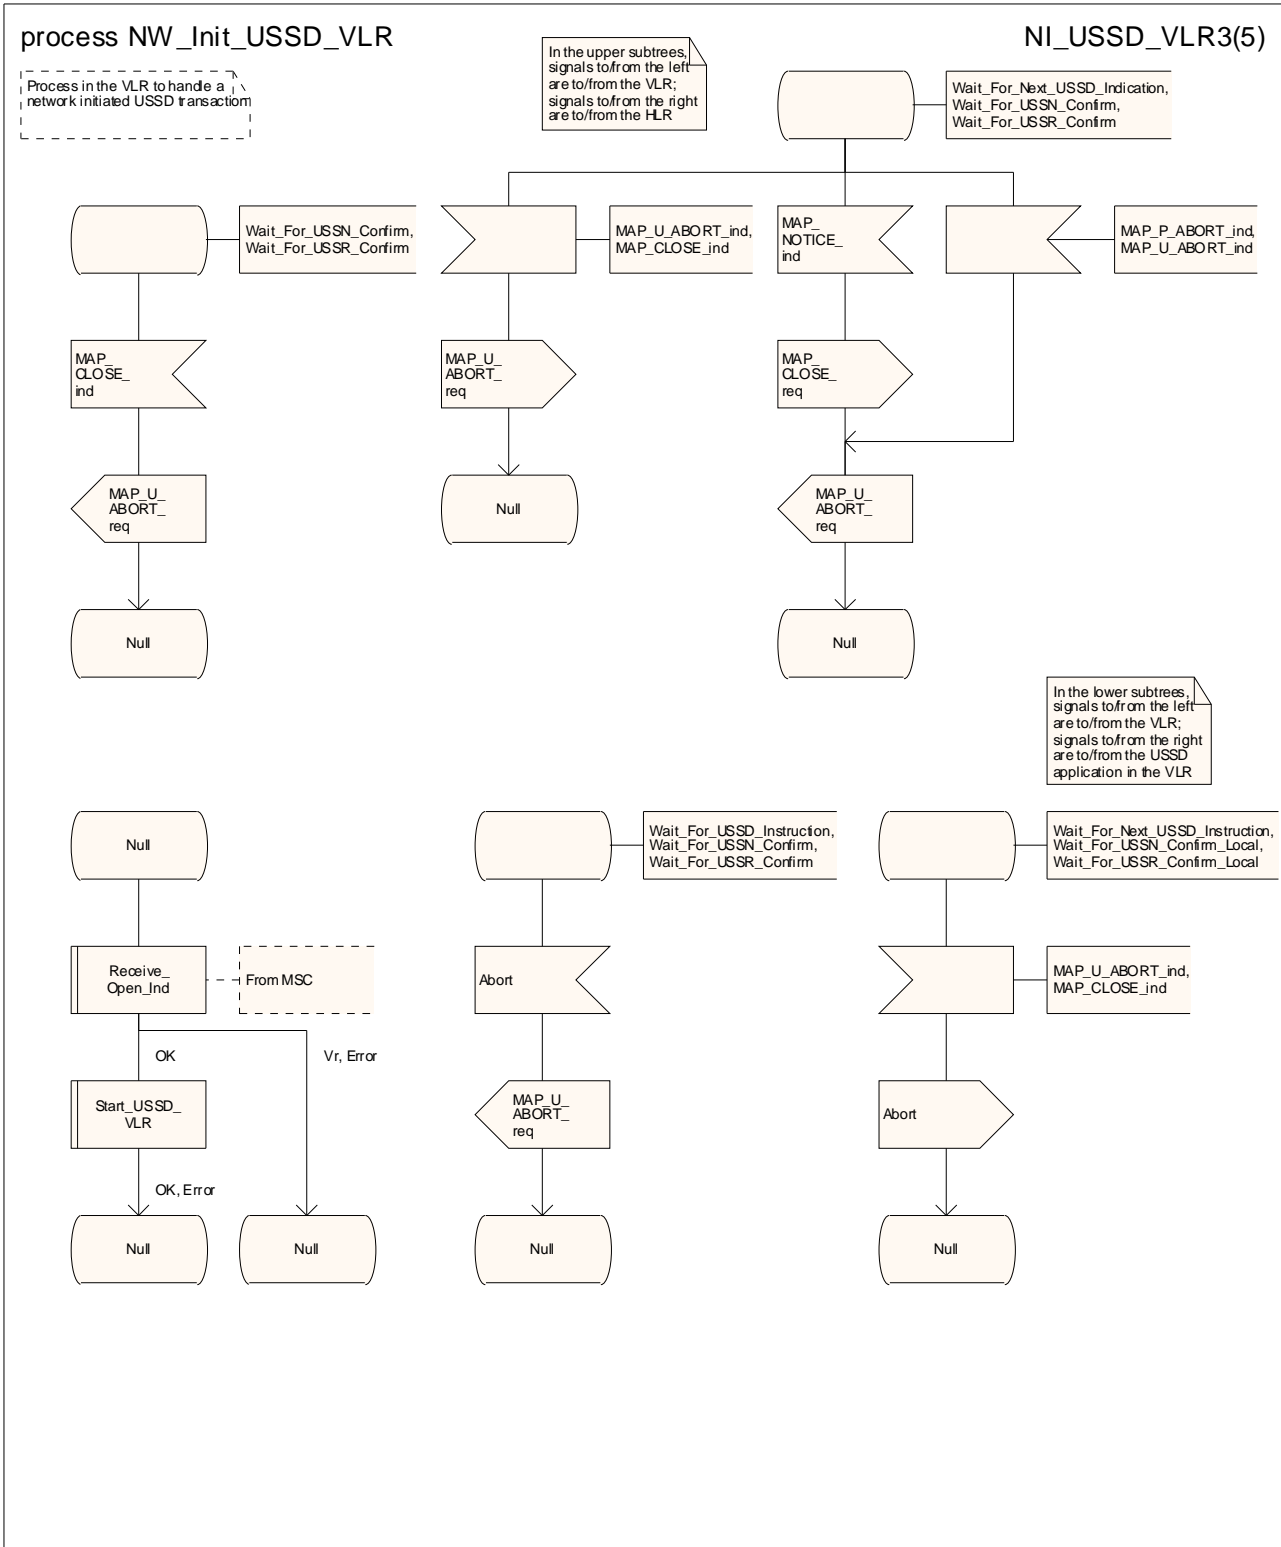 process NW_Init_USSD_VLR
NI_USSD_VLR3(5)
Process in the VLR to handle a
network initiated USSD transaction
In the upper subtrees,
signals to/from the left
are to/from the VLR;
signals to/from the right
are to/from the HLR
Wait_For_Next_USSD_Indication,
Wait_For_USSN_Confirm,
Wait_For_USSR_Confirm
Wait_For_USSN_Confirm,
Wait_For_USSR_Confirm
MAP_U_ABORT_ind,
MAP_CLOSE_ind
MAP_
NOTICE_
ind
MAP_P_ABORT_ind,
MAP_U_ABORT_ind
MAP_
CLOSE_
ind
MAP_U_
ABORT_
req
MAP_
CLOSE_
req
MAP_U_
ABORT_
req
Null
MAP_U_
ABORT_
req
Null
Null
In the lower subtrees,
signals to/from the left
are to/from the VLR;
signals to/from the right
are to/from the USSD
application in the VLR
Null
Wait_For_USSD_Instruction,
Wait_For_USSN_Confirm,
Wait_For_USSR_Confirm
Wait_For_Next_USSD_Instruction,
Wait_For_USSN_Confirm_Local,
Wait_For_USSR_Confirm_Local
Receive_
Open_Ind
From MSC
Abort
MAP_U_ABORT_ind,
MAP_CLOSE_ind
OK
Vr, Error
Start_USSD_
VLR
MAP_U_
ABORT_
req
Abort
OK, Error
Null
Null
Null
Null